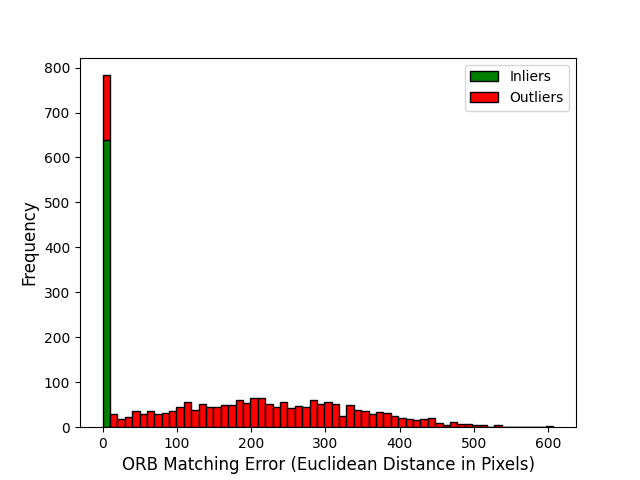 Inliers
Outliers
800
700
600
500
400
300
200
100
0
Frequency
0 100 200 300 400 500 600
ORB Matching Error (Euclidean Distance in Pixels)